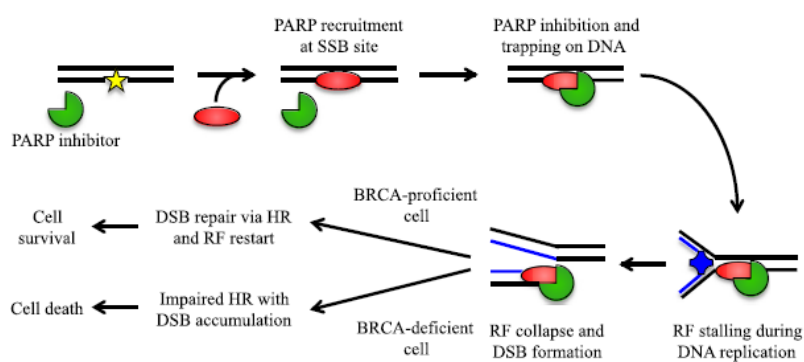 PARP recruitment
at SSB site
PARP inhibition and
trapping on DNA
PARP inhibitor
BRCA-proficient
cell
Cell
survival
DSB repair via HR
and RF restart
Cell death
Impaired HR with
DSB accumulation
BRCA-deficient
cell
RF collapse and
DSB formation
RF stalling during
DNA replication